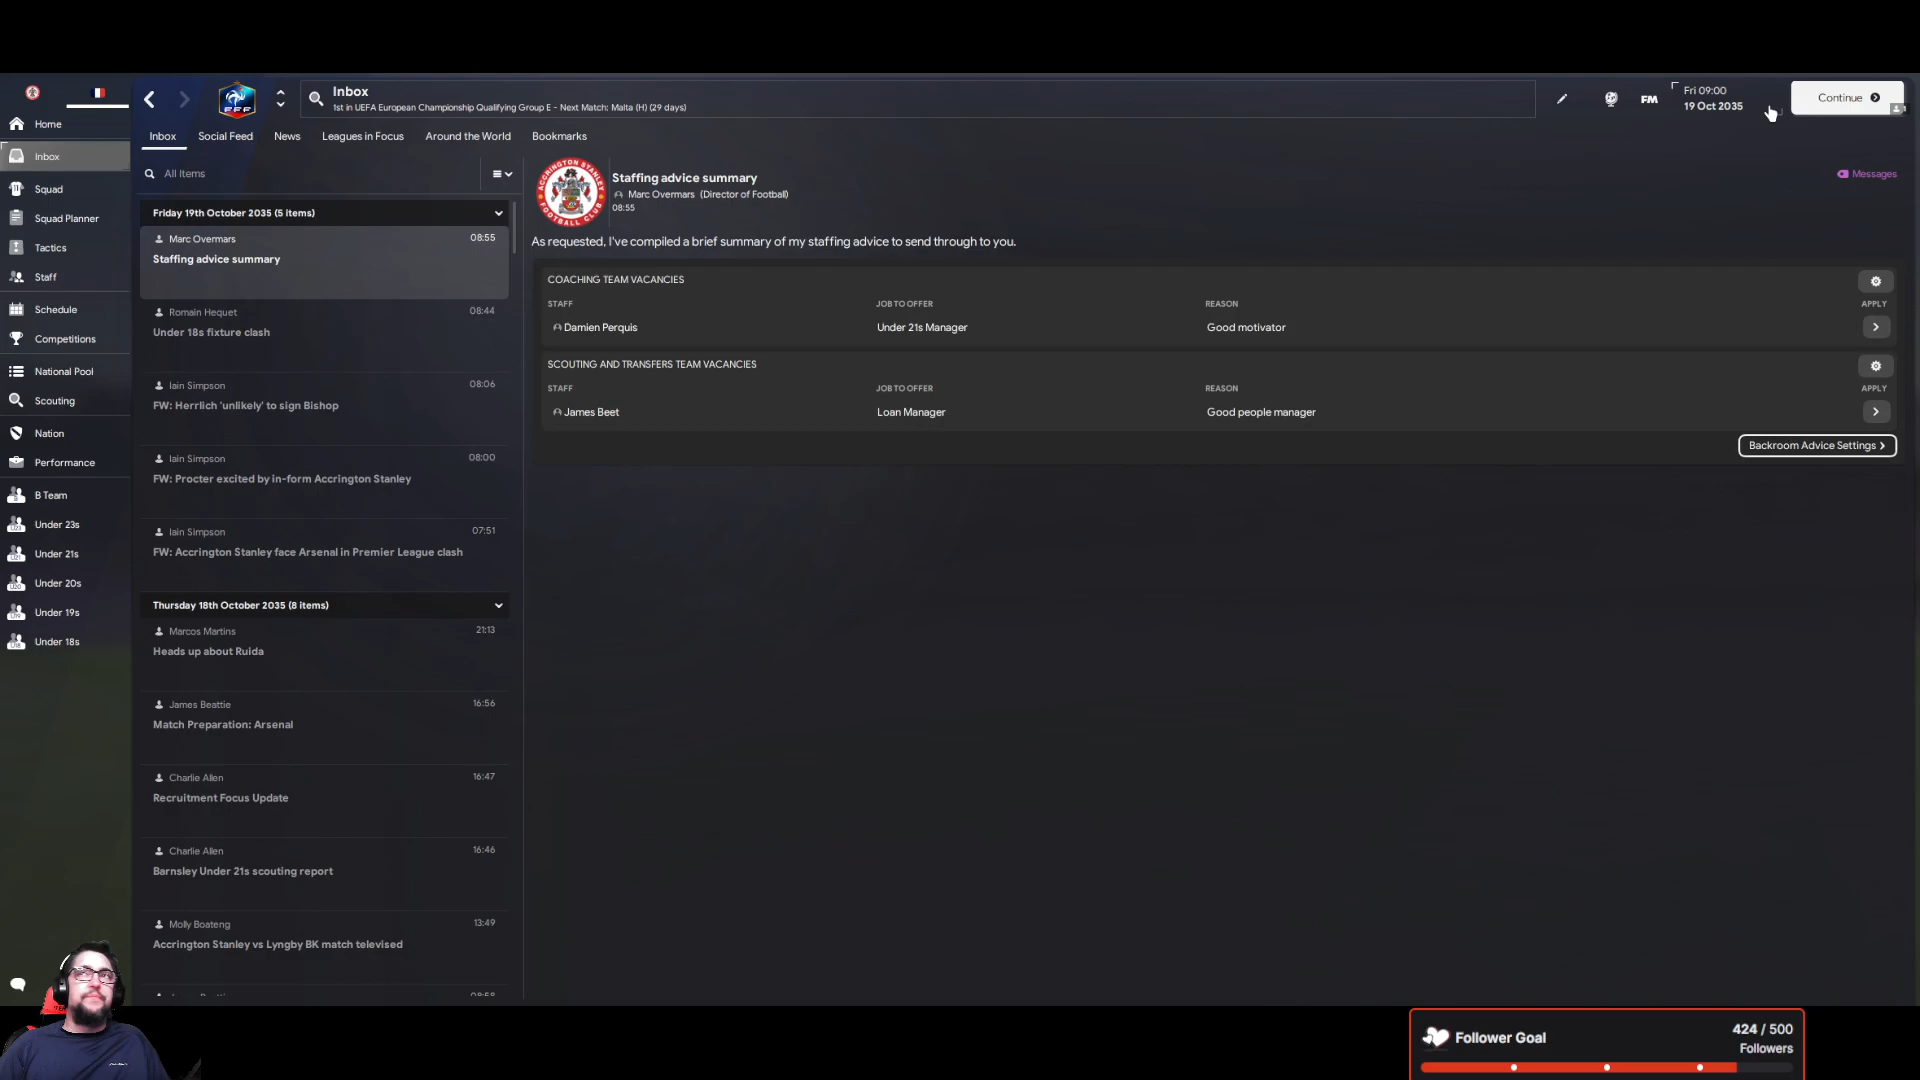 Inbox
1st in UEFA European Championship Qualifying Group E - Next Match: Malta (H) (29 days)
FFF
FM
Fri 09:00
19 Oct 2035
Continue
1
Home
Inbox
Squad
Squad Planner
Tactics
Staff
Schedule
Competitions
National Pool
Scouting
Nation
Performance
B Team
Under 23s
Under 21s
Under 20s
Under 19s
Under 18s
Inbox Social Feed News Leagues in Focus Around the World Bookmarks
All Items
Friday 19th October 2035 (5 items)
Marc Overmars 08:55
Staffing advice summary
Romain Hequet 08:44
Under 18s fixture clash
Iain Simpson 08:06
FW: Herrlich 'unlikely' to sign Bishop
Iain Simpson 08:00
FW: Procter excited by in-form Accrington Stanley
Iain Simpson 07:51
FW: Accrington Stanley face Arsenal in Premier League clash
Thursday 18th October 2035 (8 items)
Marcos Martins 21:13
Heads up about Ruida
James Beattie 16:56
Match Preparation: Arsenal
Charlie Allen 16:47
Recruitment Focus Update
Charlie Allen 16:46
Barnsley Under 21s scouting report
Molly Boateng 13:49
Accrington Stanley vs Lyngby BK match televised
ACCRINGTON STANLEY
FOOTBALL CLUB
Staffing advice summary
Marc Overmars (Director of Football)
08:55
Messages
As requested, I've compiled a brief summary of my staffing advice to send through to you.
COACHING TEAM VACANCIES
STAFF JOB TO OFFER REASON APPLY
Damien Perquis Under 21s Manager Good motivator
SCOUTING AND TRANSFERS TEAM VACANCIES
STAFF JOB TO OFFER REASON APPLY
James Beet Loan Manager Good people manager
Backroom Advice Settings
Follower Goal
424 / 500
Followers